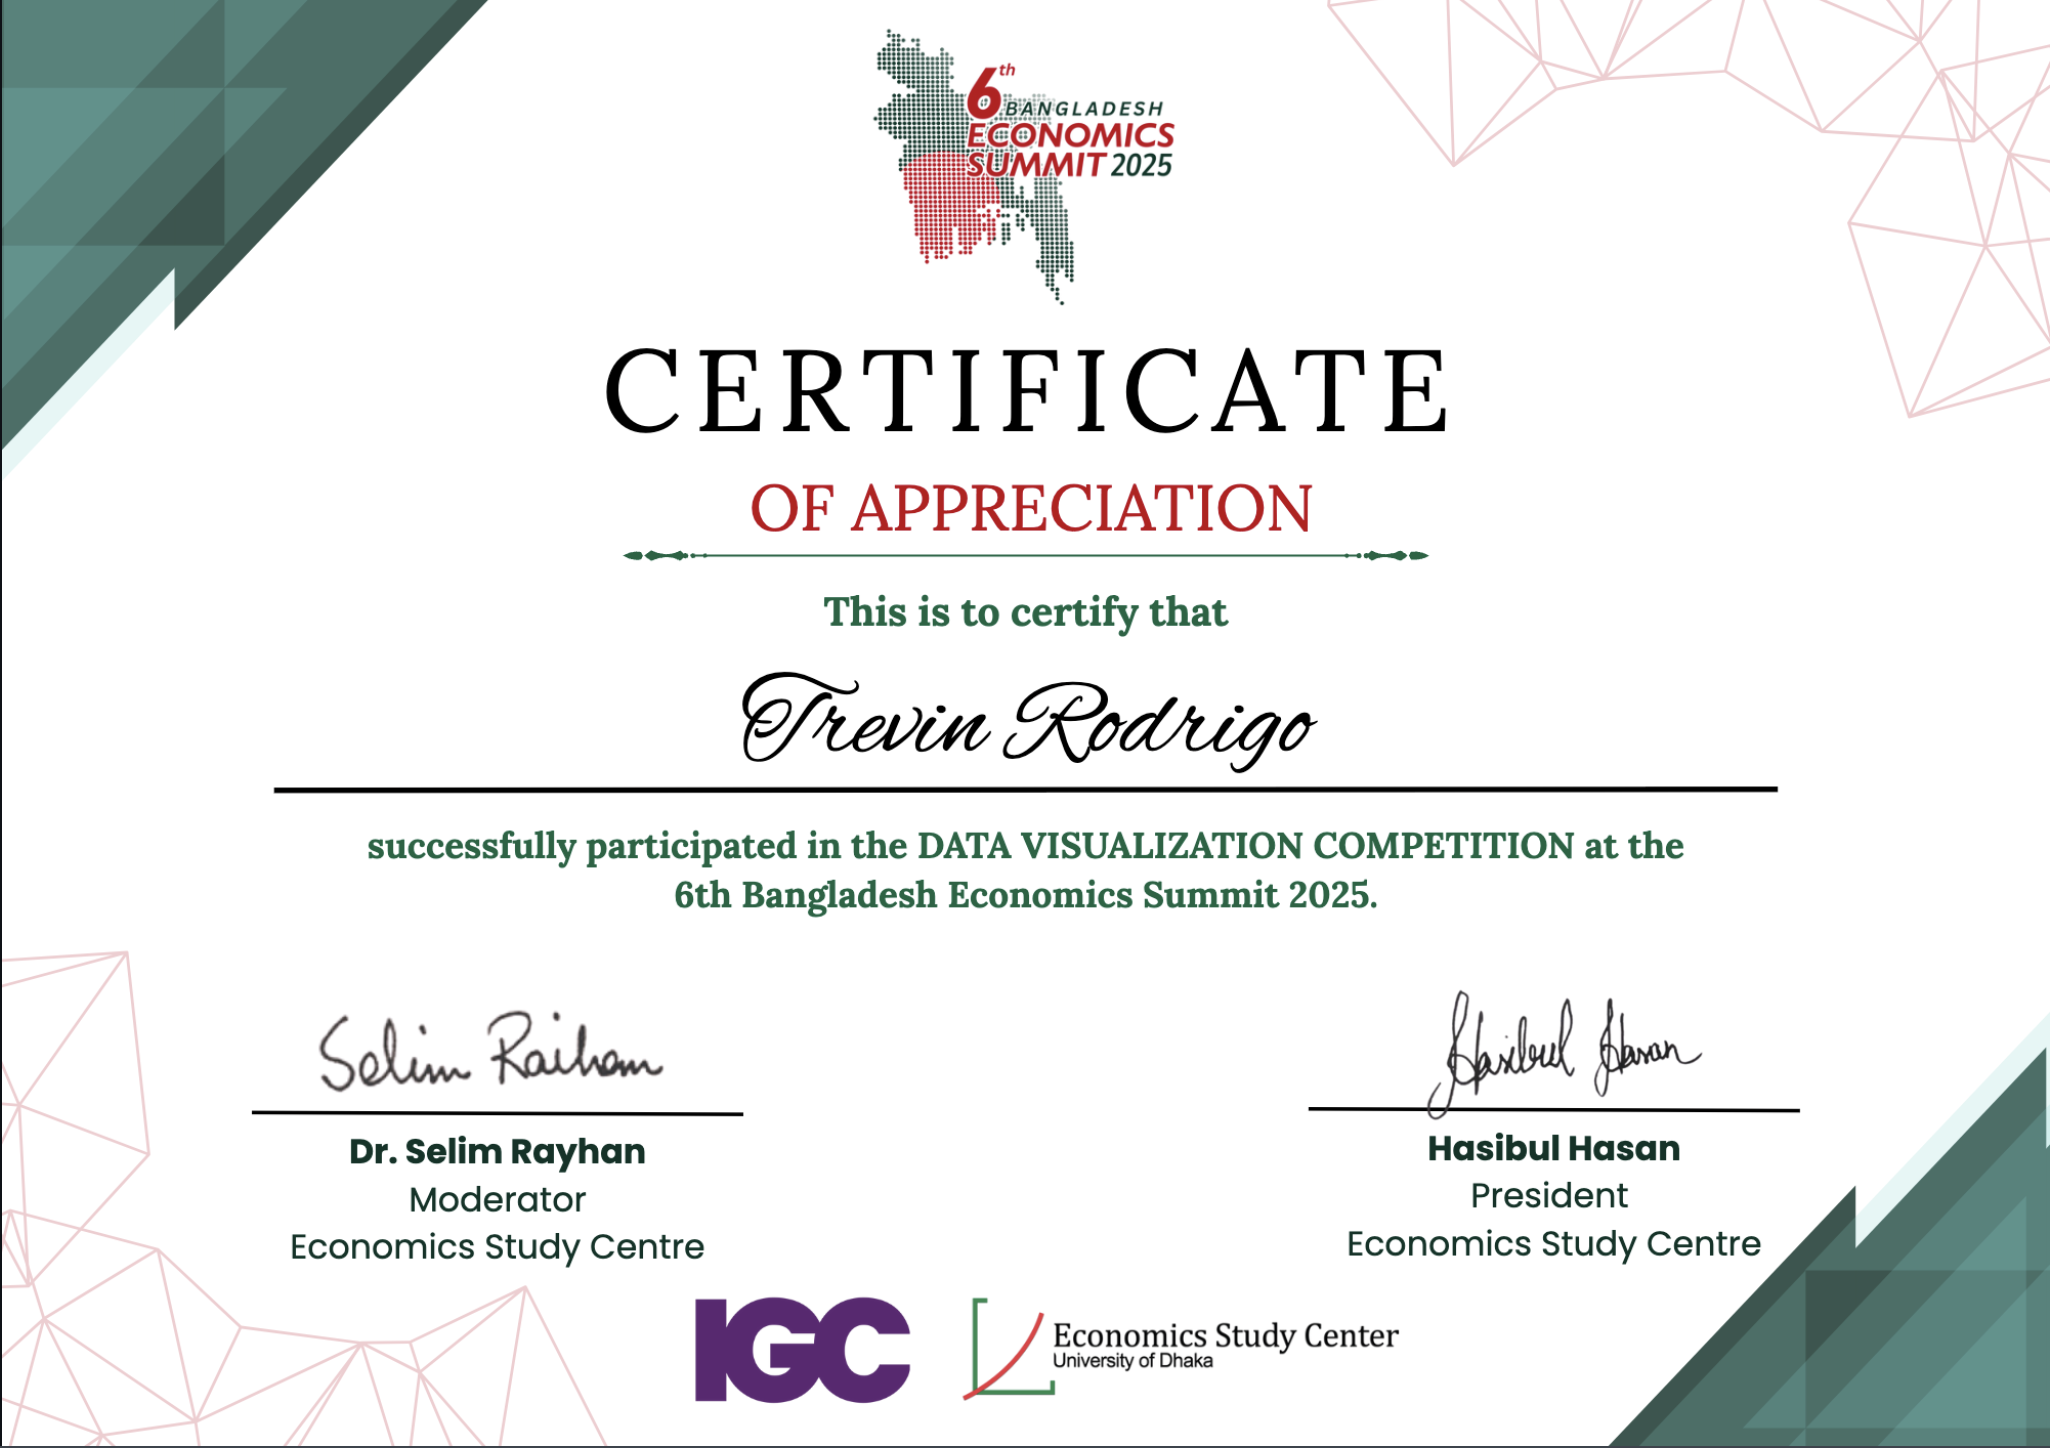 6th BANGLADESH
ECONOMICS
SUMMIT 2025
CERTIFICATE
OF APPRECIATION
This is to certify that
Trevin Rodrigo
successfully participated in the DATA VISUALIZATION COMPETITION at the
6th Bangladesh Economics Summit 2025.
Selim Raihan
Dr. Selim Rayhan
Moderator
Economics Study Centre
Hasibul Hasan
Hasibul Hasan
President
Economics Study Centre
IGC
Economics Study Center
University of Dhaka